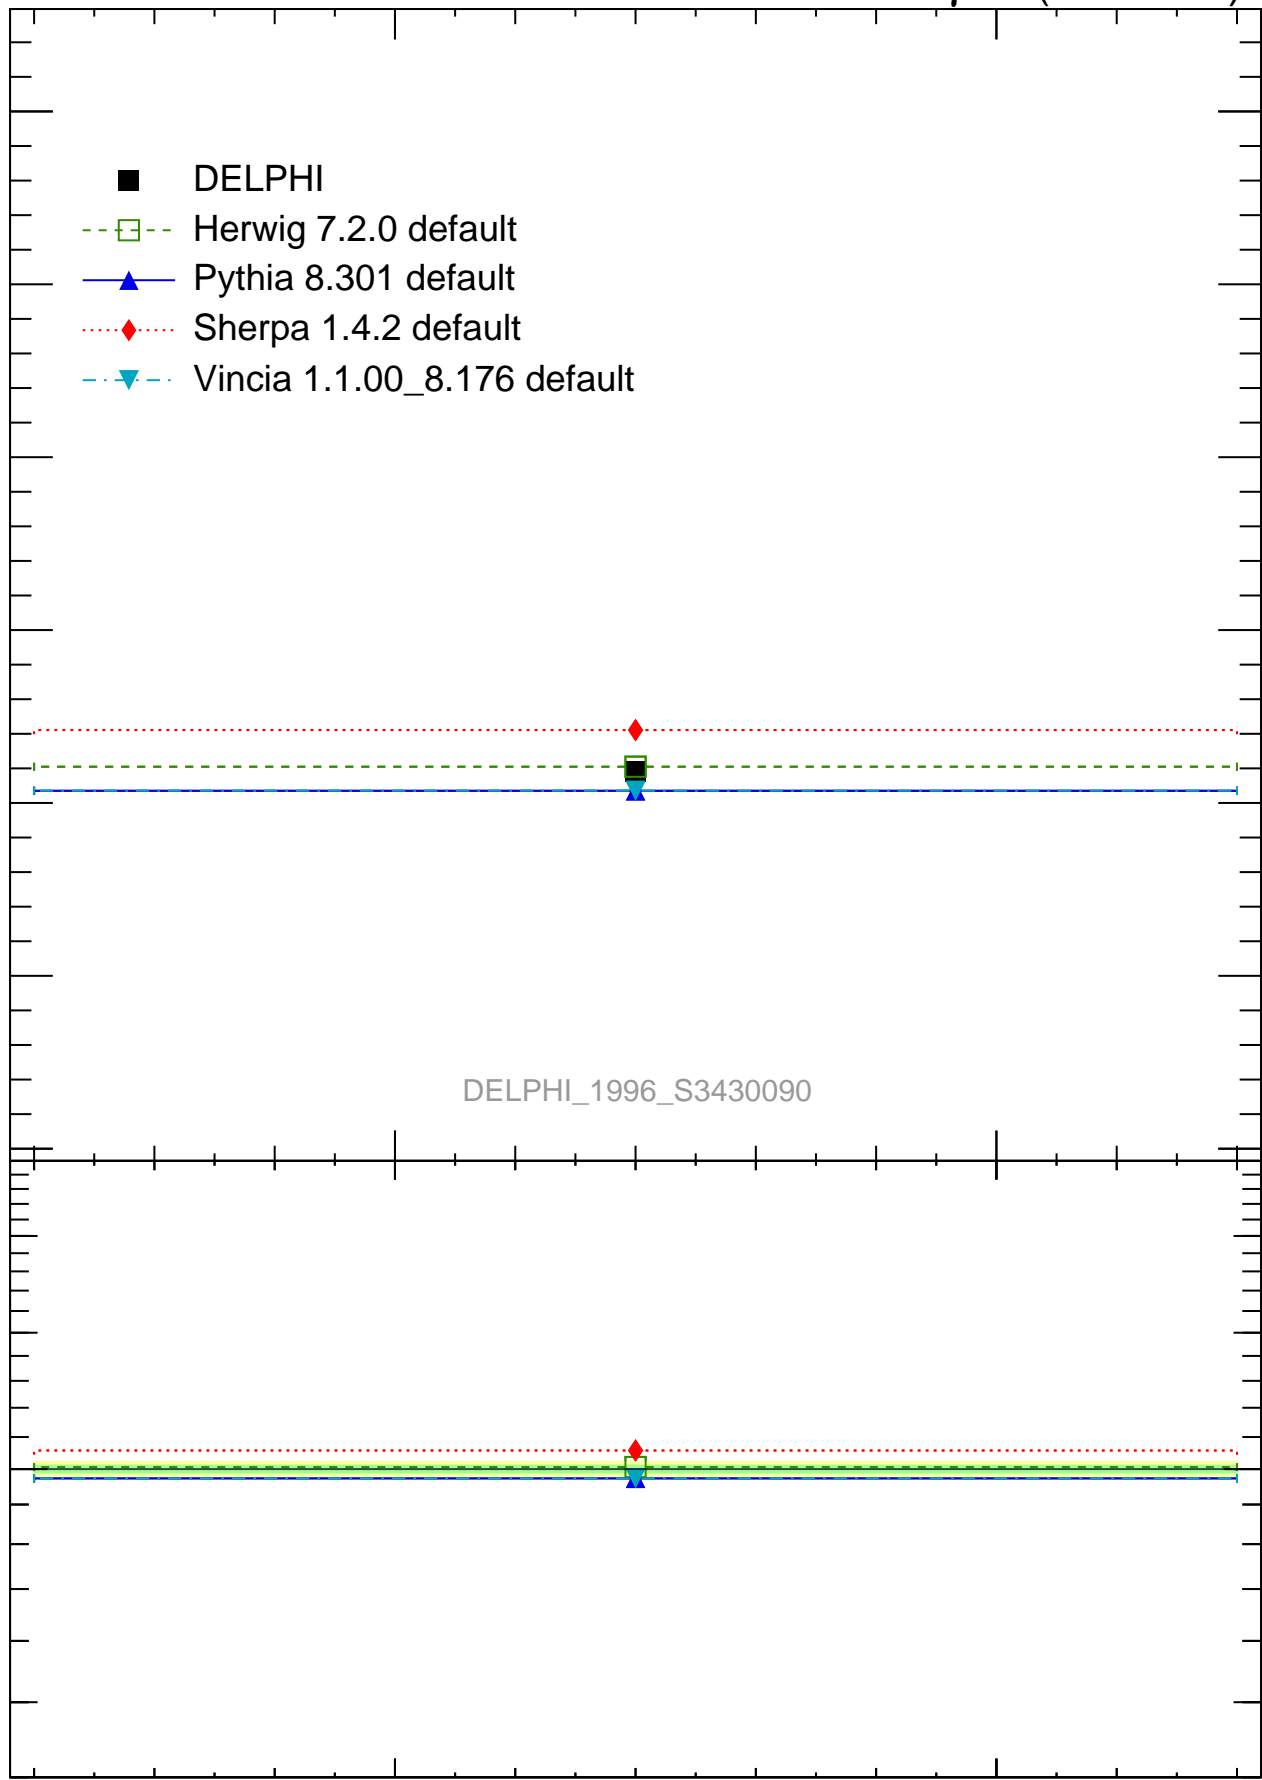 DELPHI
Herwig 7.2.0 default
Pythia 8.301 default
Sherpa 1.4.2 default
Vincia 1.1.00_8.176 default
DELPHI_1996_S3430090